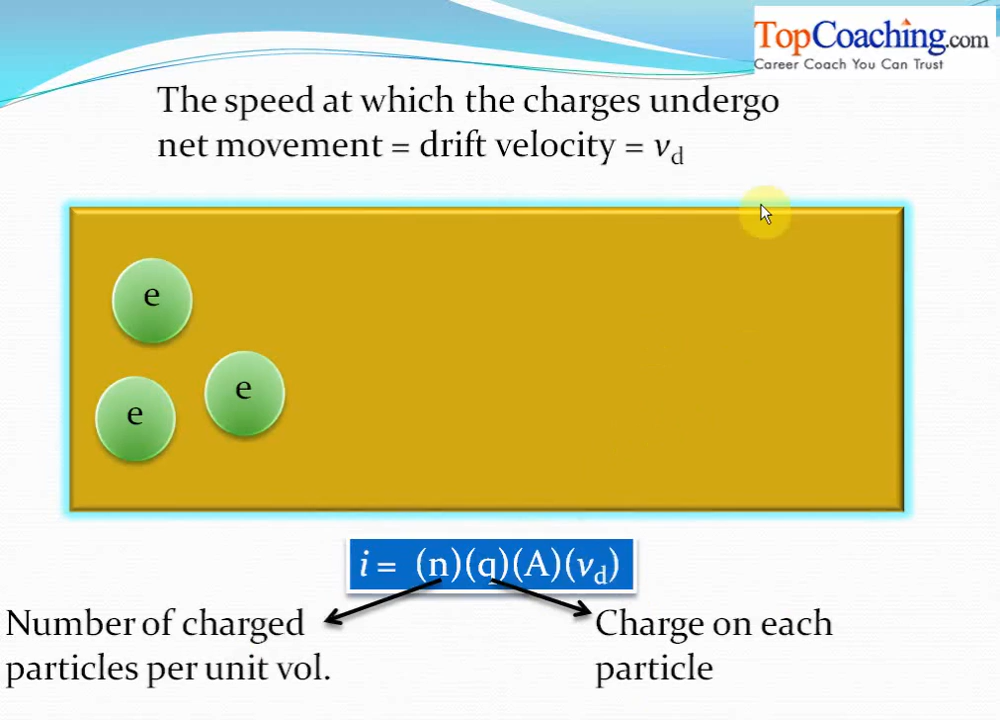 TopCoaching.com
Career Coach You Can Trust
The speed at which the charges undergo
net movement = drift velocity = vd
e
e
e
i = (n)(q)(A)(vd)
Number of charged
particles per unit vol.
Charge on each
particle